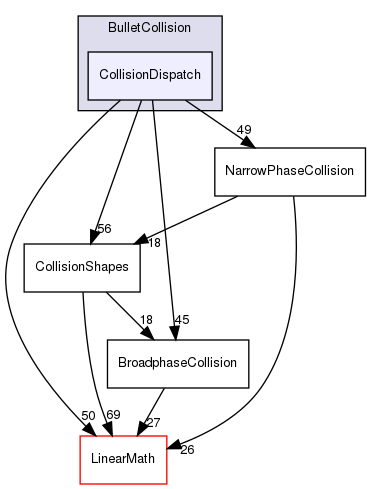 BulletCollision
CollisionDispatch
49
NarrowPhaseCollision
56
18
CollisionShapes
18
45
BroadphaseCollision
50
69
27
26
LinearMath